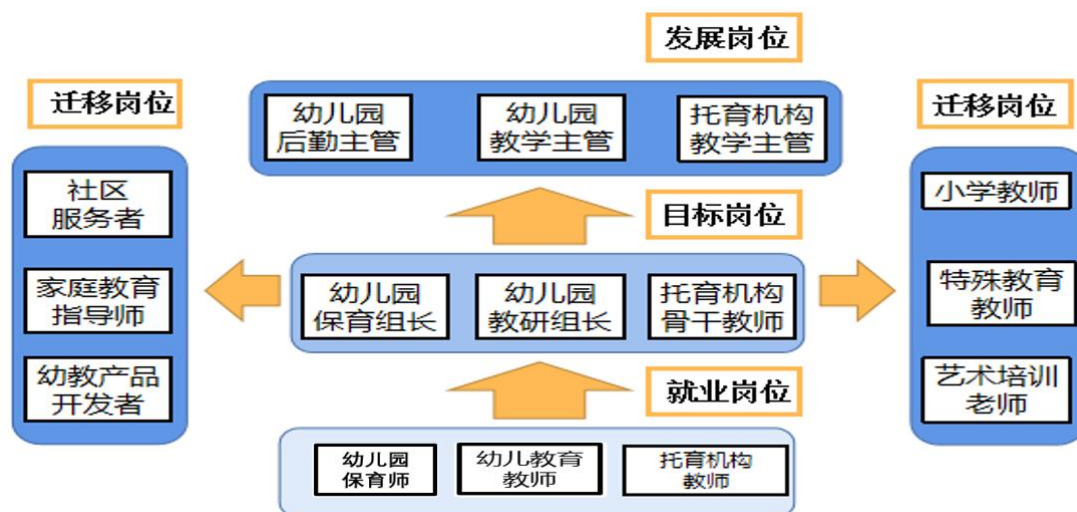 发展岗位
迁移岗位
幼儿园
后勤主管
幼儿园
教学主管
托育机构
教学主管
迁移岗位
社区
服务者
家庭教育
指导师
幼教产品
开发者
目标岗位
幼儿园
保育组长
幼儿园
教研组长
托育机构
骨干教师
小学教师
特殊教育
教师
艺术培训
老师
就业岗位
幼儿园
保育师
幼儿教育
教师
托育机构
教师